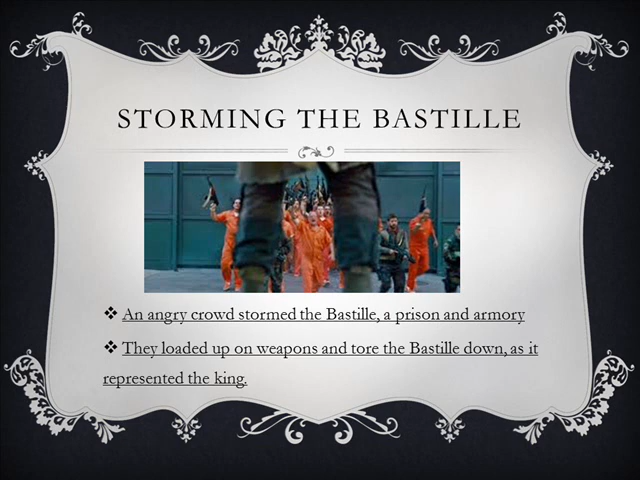 STORMING THE BASTILLE
❖ An angry crowd stormed the Bastille, a prison and armory
❖ They loaded up on weapons and tore the Bastille down, as it
represented the king.